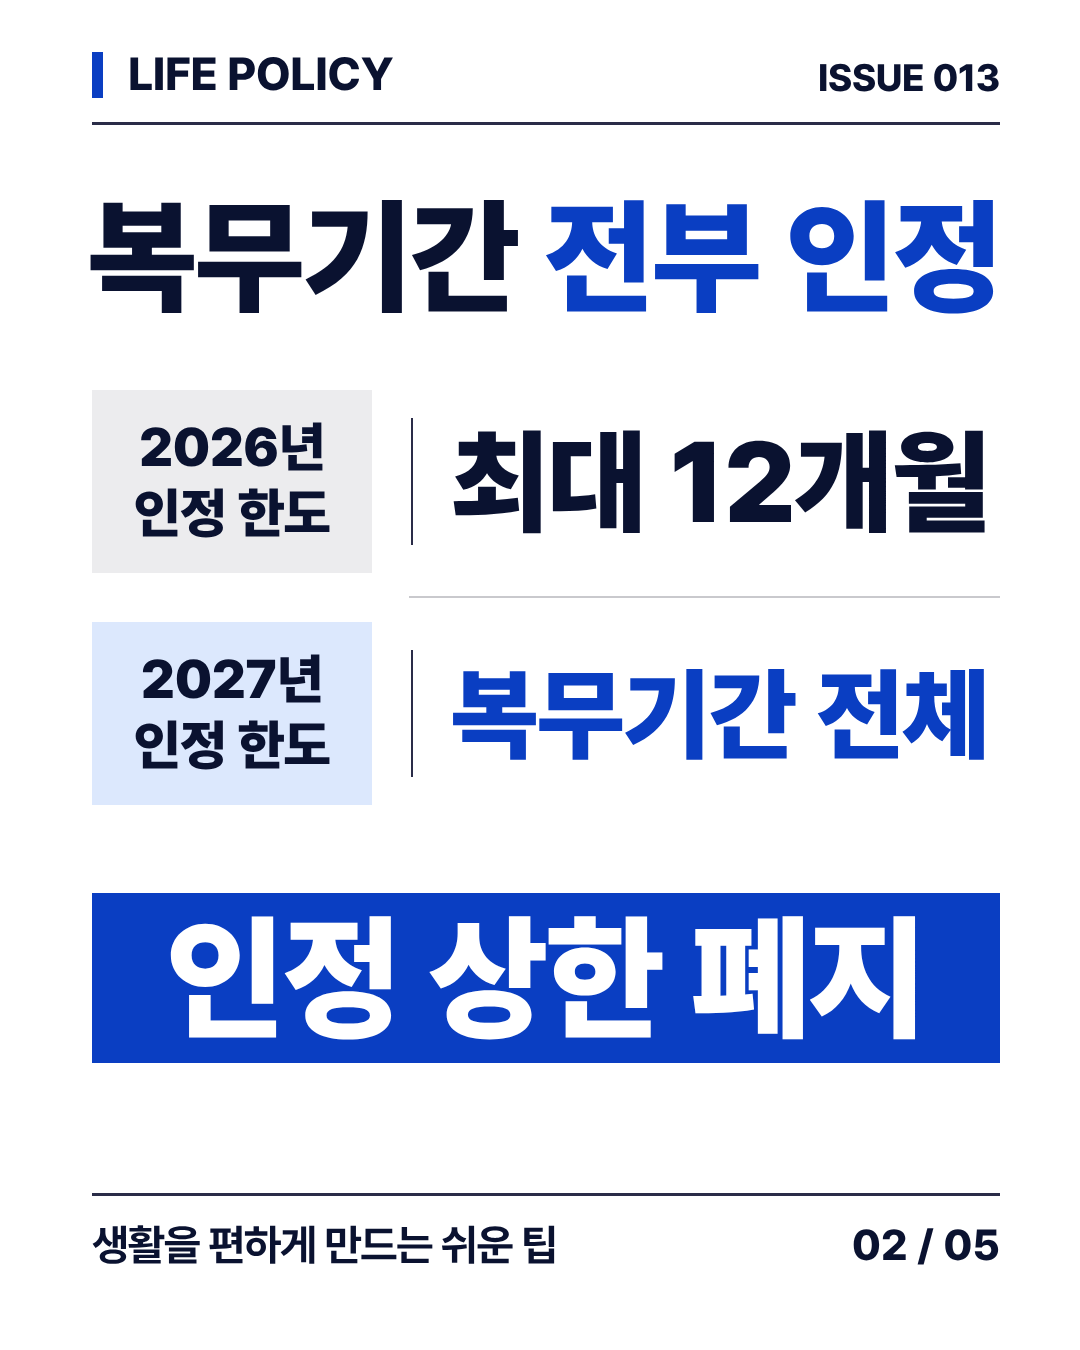 LIFE POLICY
ISSUE 013
복무기간 전부 인정
2026년
인정 한도
최대 12개월
2027년
인정 한도
복무기간 전체
인정 상한 폐지
생활을 편하게 만드는 쉬운 팁
02 / 05